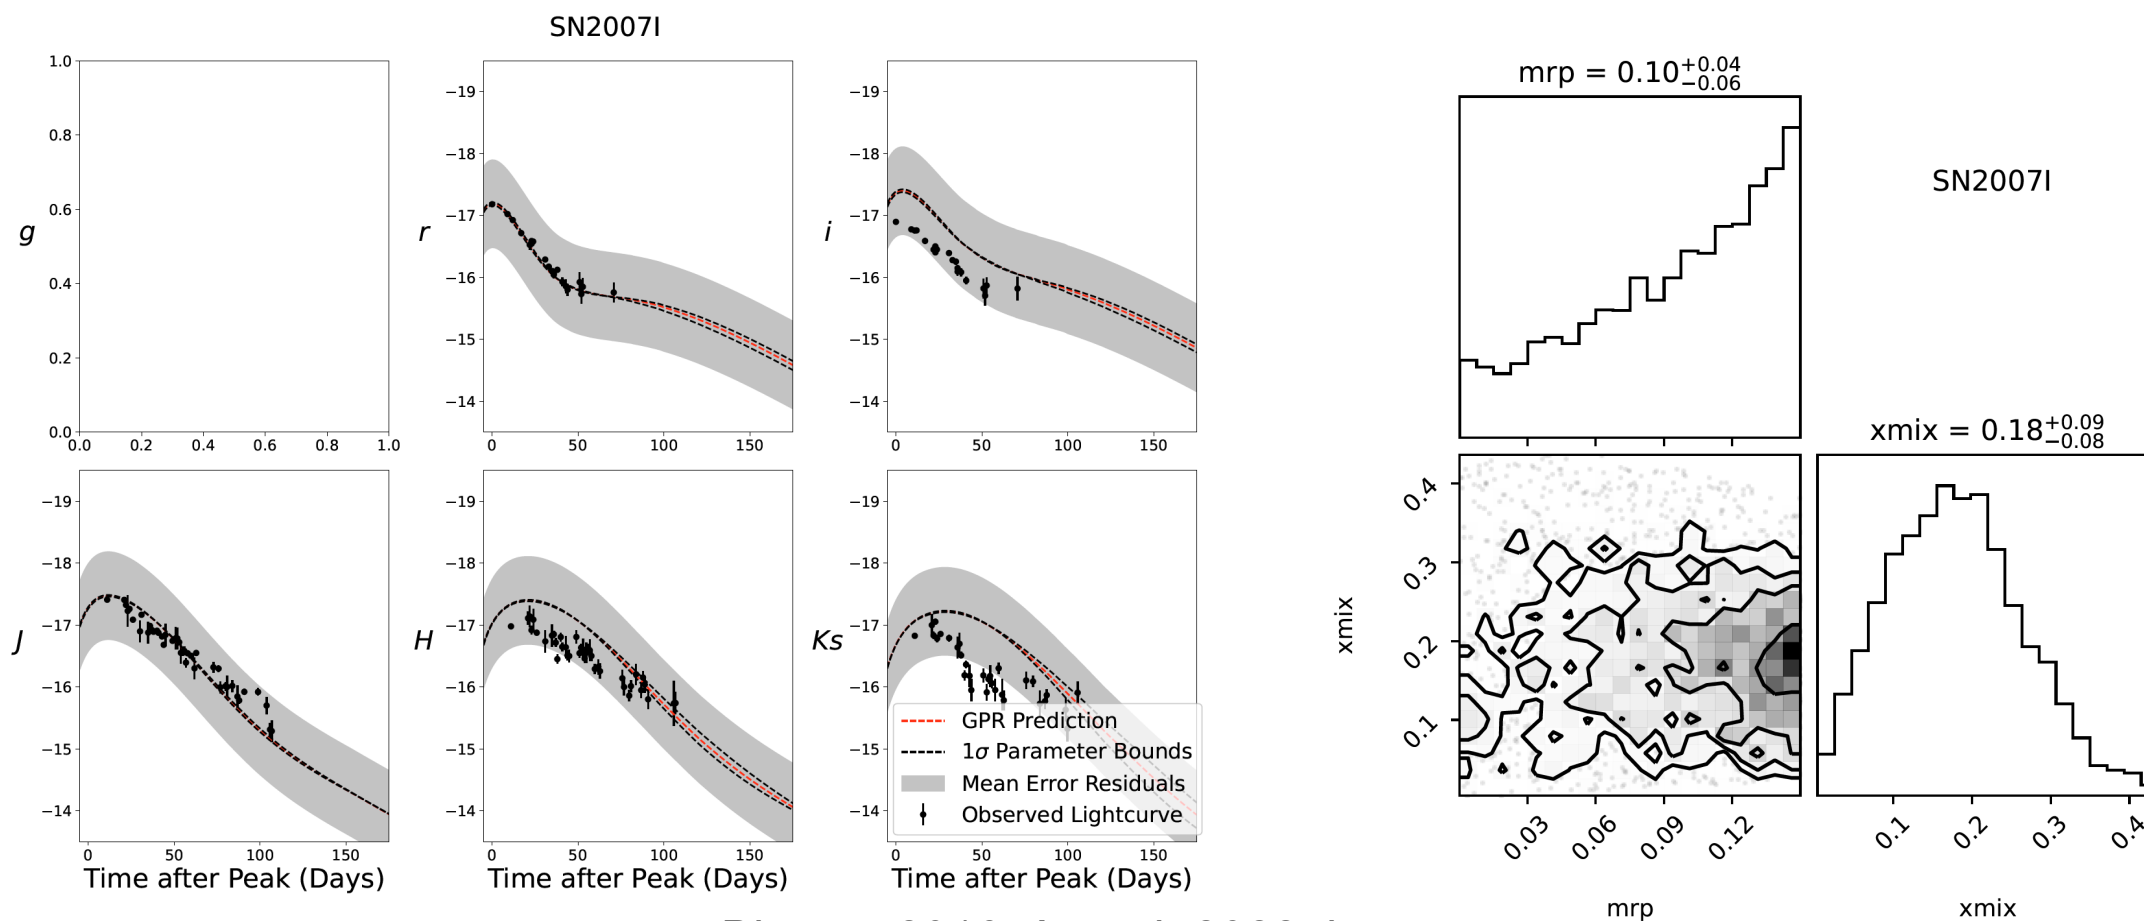 SN2007I
g
1.0
0.8
0.6
0.4
0.2
0.0
0.0 0.2 0.4 0.6 0.8 1.0
r
−19
−18
−17
−16
−15
−14
0 50 100 150
i
−19
−18
−17
−16
−15
−14
0 50 100 150
J
−19
−18
−17
−16
−15
−14
0 50 100 150
Time after Peak (Days)
H
−19
−18
−17
−16
−15
−14
0 50 100 150
Time after Peak (Days)
Ks
−19
−18
−17
−16
−15
−14
GPR Prediction
1σ Parameter Bounds
Mean Error Residuals
Observed Lightcurve
0 50 100 150
Time after Peak (Days)
mrp = 0.10+0.04−0.06
SN2007I
xmix = 0.18+0.09−0.08
xmix
0.4
0.3
0.2
0.1
0.03 0.06 0.09 0.12
mrp
0.1 0.2 0.3 0.4
xmix